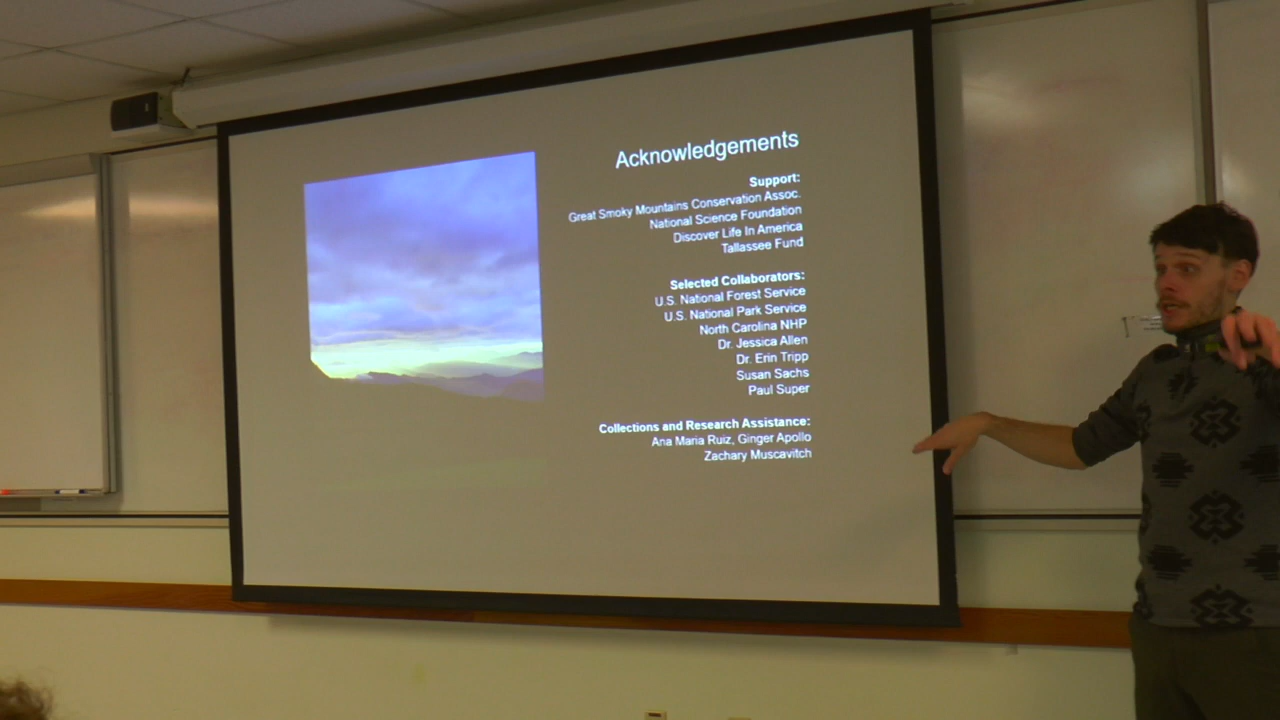 Acknowledgements
Support:
Great Smoky Mountains Conservation Assoc.
National Science Foundation
Discover Life In America
Tallassee Fund
Selected Collaborators:
U.S. National Forest Service
U.S. National Park Service
North Carolina NHP
Dr. Jessica Allen
Dr. Erin Tripp
Susan Sachs
Paul Super
Collections and Research Assistance:
Ana Maria Ruiz, Ginger Apollo
Zachary Muscavitch